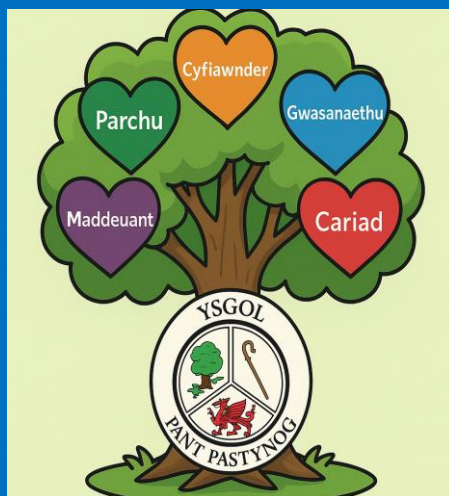 Cyfiawnder
Parchu
Gwasanaethu
Maddeuant
Cariad
YSGOL
PANT PASTYNOG